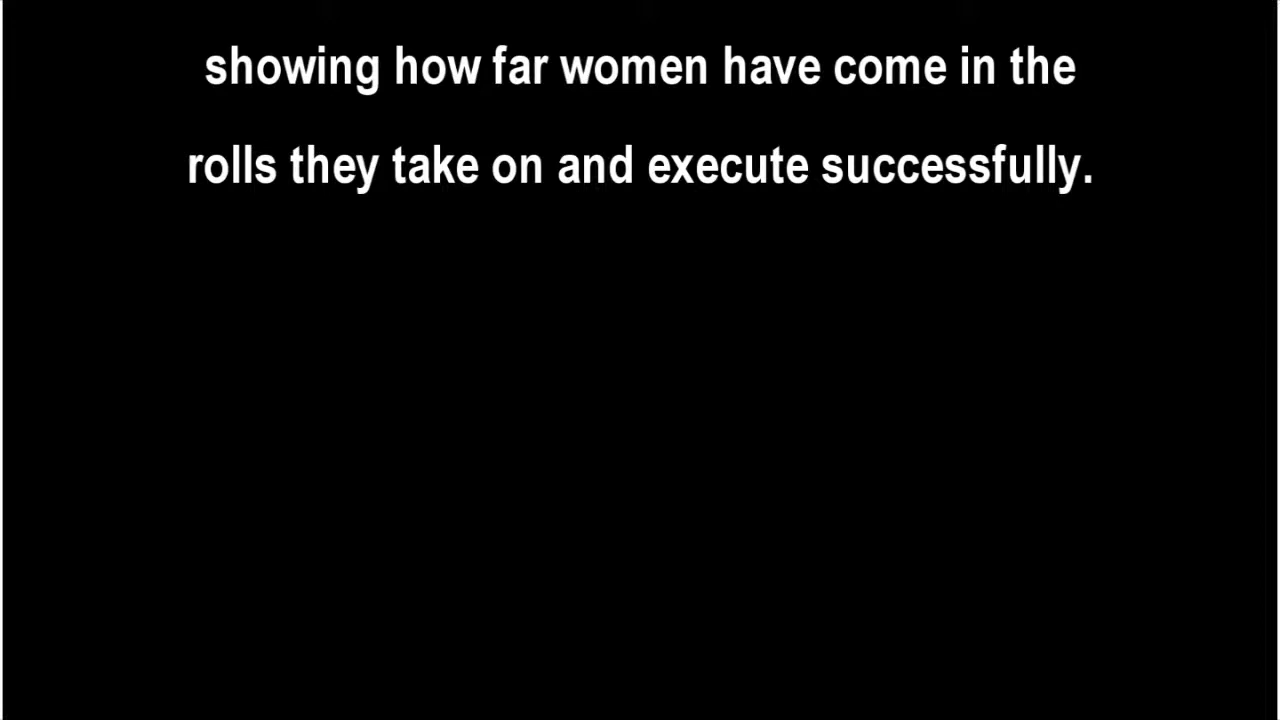 showing how far women have come in the
rolls they take on and execute successfully.